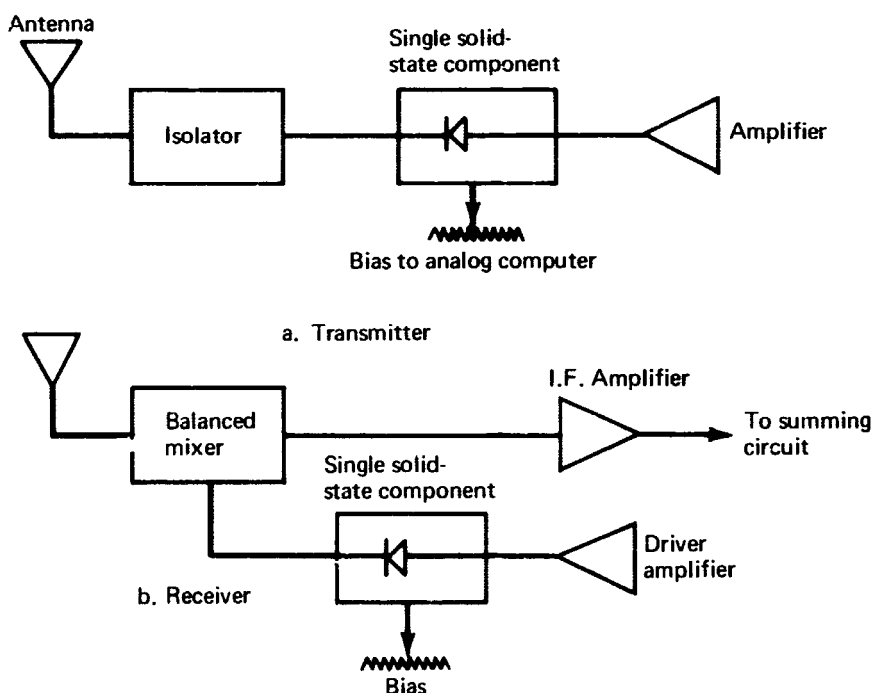 Antenna
Single solid-
state component
Isolator
Amplifier
Bias to analog computer
a. Transmitter
I.F. Amplifier
Balanced
mixer
To summing
circuit
Single solid-
state component
Driver
amplifier
b. Receiver
Bias